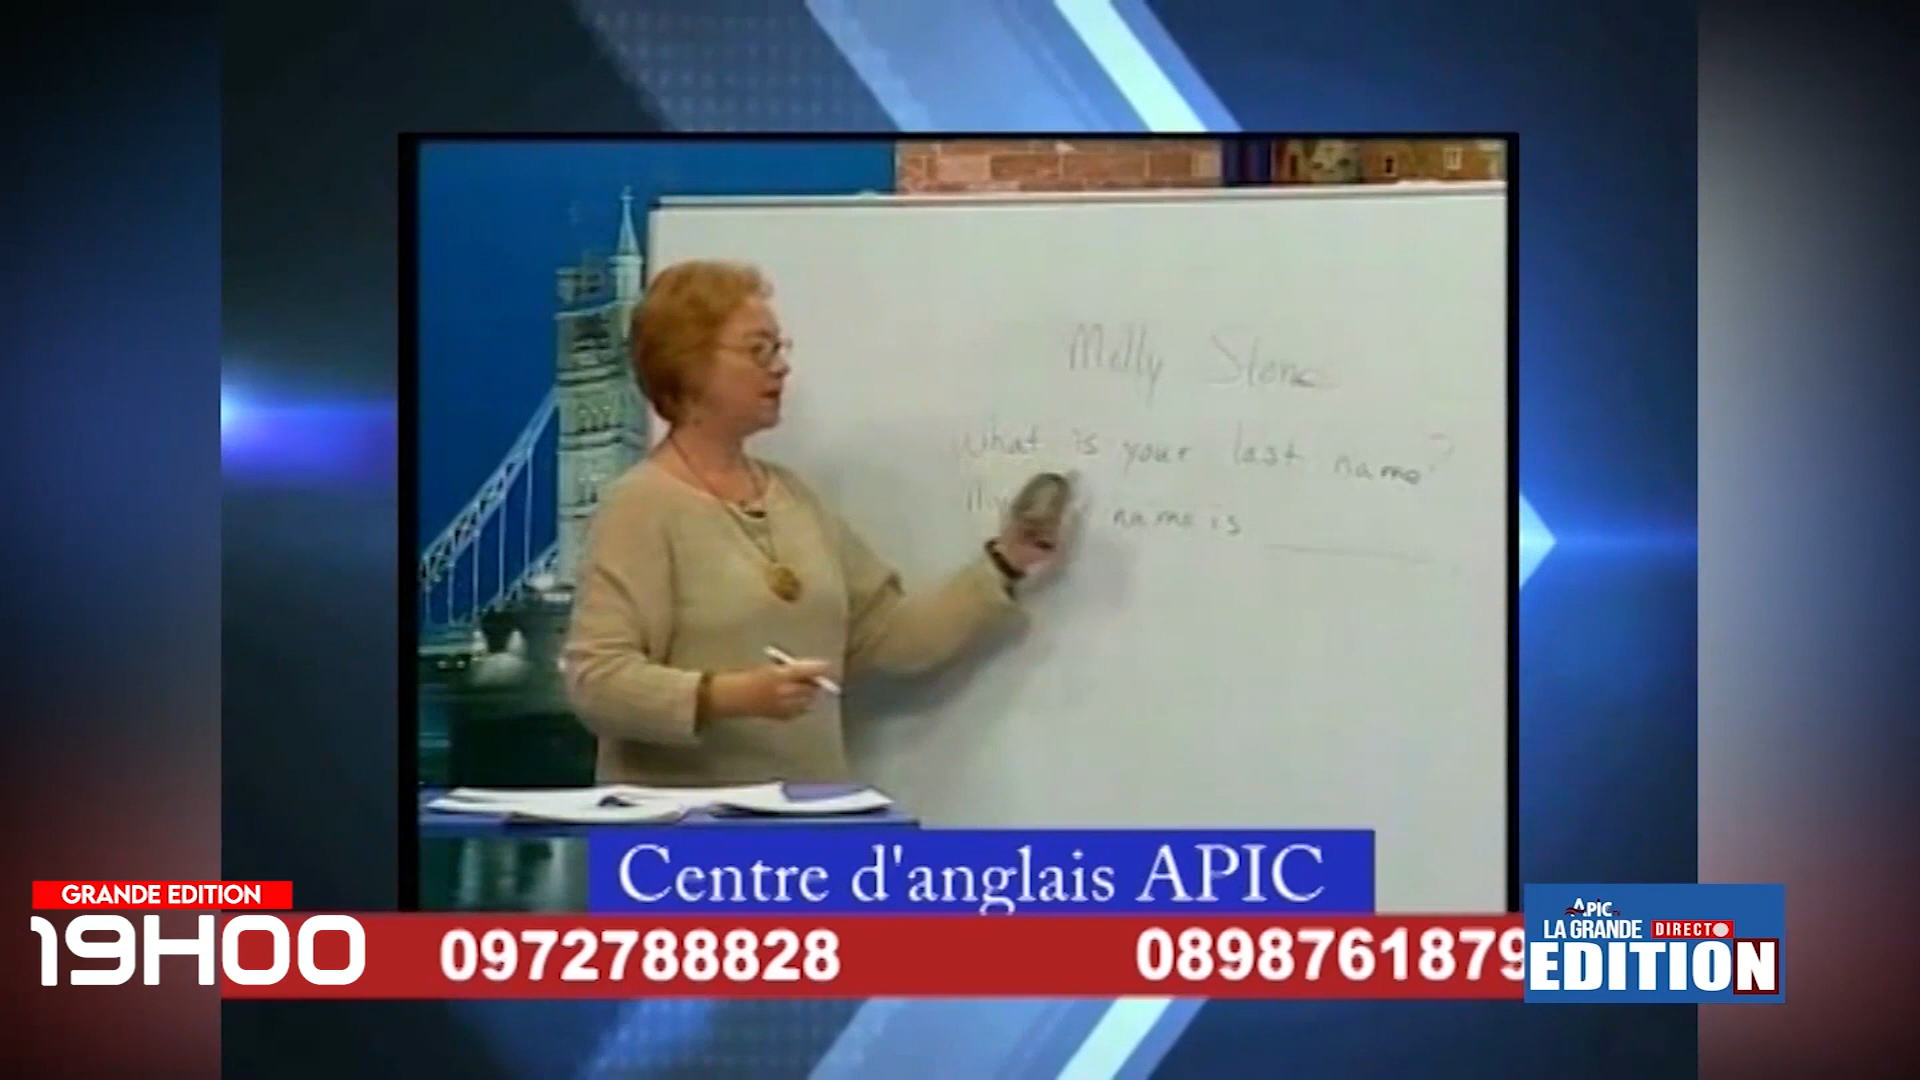 Molly Stone
What is your last name?
name is
Centre d'anglais APIC
GRANDE EDITION
19H00
0972788828
0898761879
APIC
LA GRANDE DIRECT
EDITION